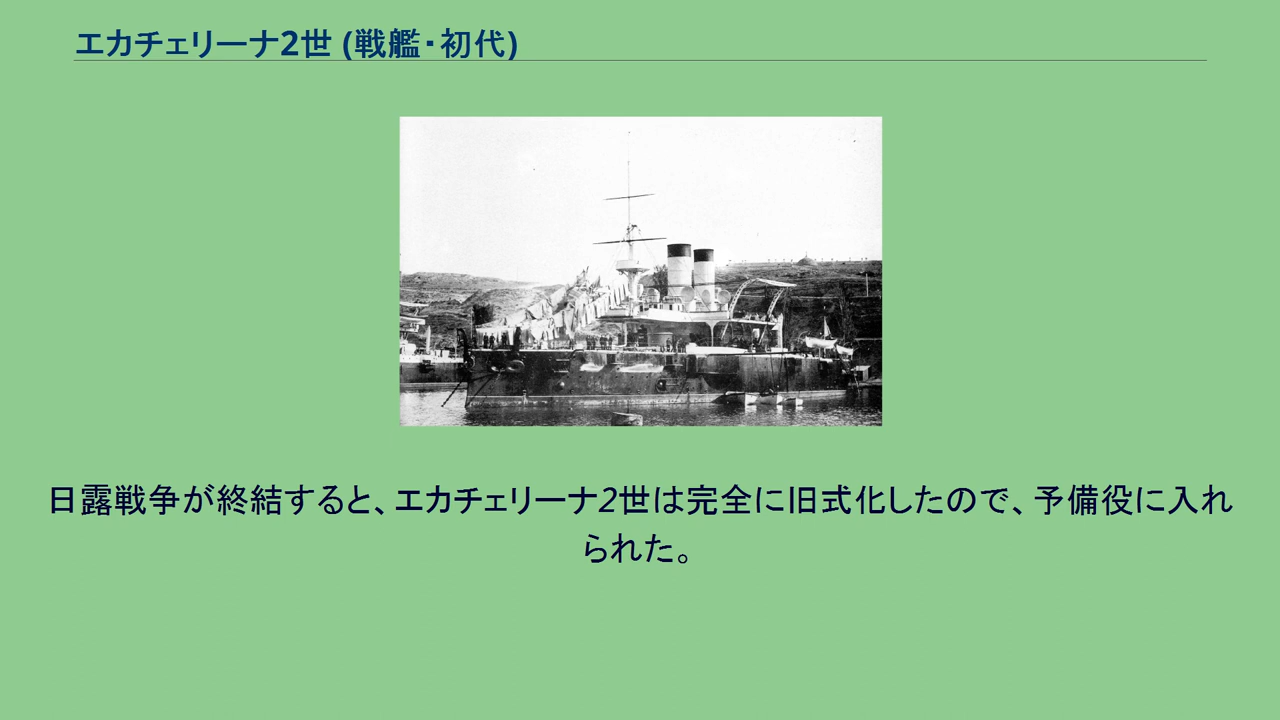 エカチェリーナ2世 (戦艦・初代)
日露戦争が終結すると、エカチェリーナ2世は完全に旧式化したので、予備役に入れ
られた。